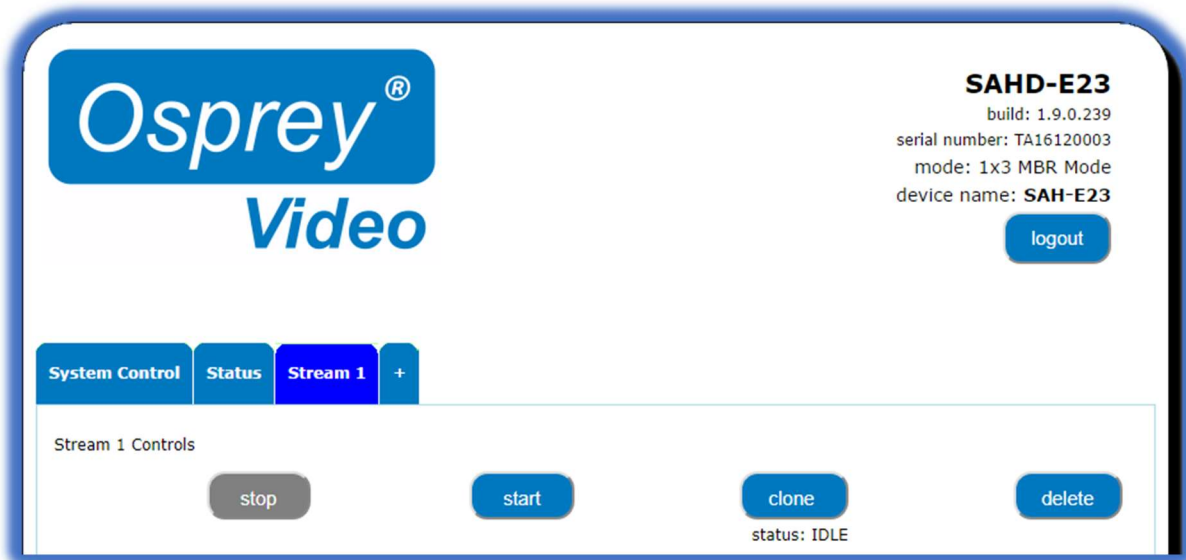 Osprey®
Video
SAHD-E23
build: 1.9.0.239
serial number: TA16120003
mode: 1x3 MBR Mode
device name: SAH-E23
logout
System Control Status Stream 1 +
Stream 1 Controls
stop start clone delete
status: IDLE